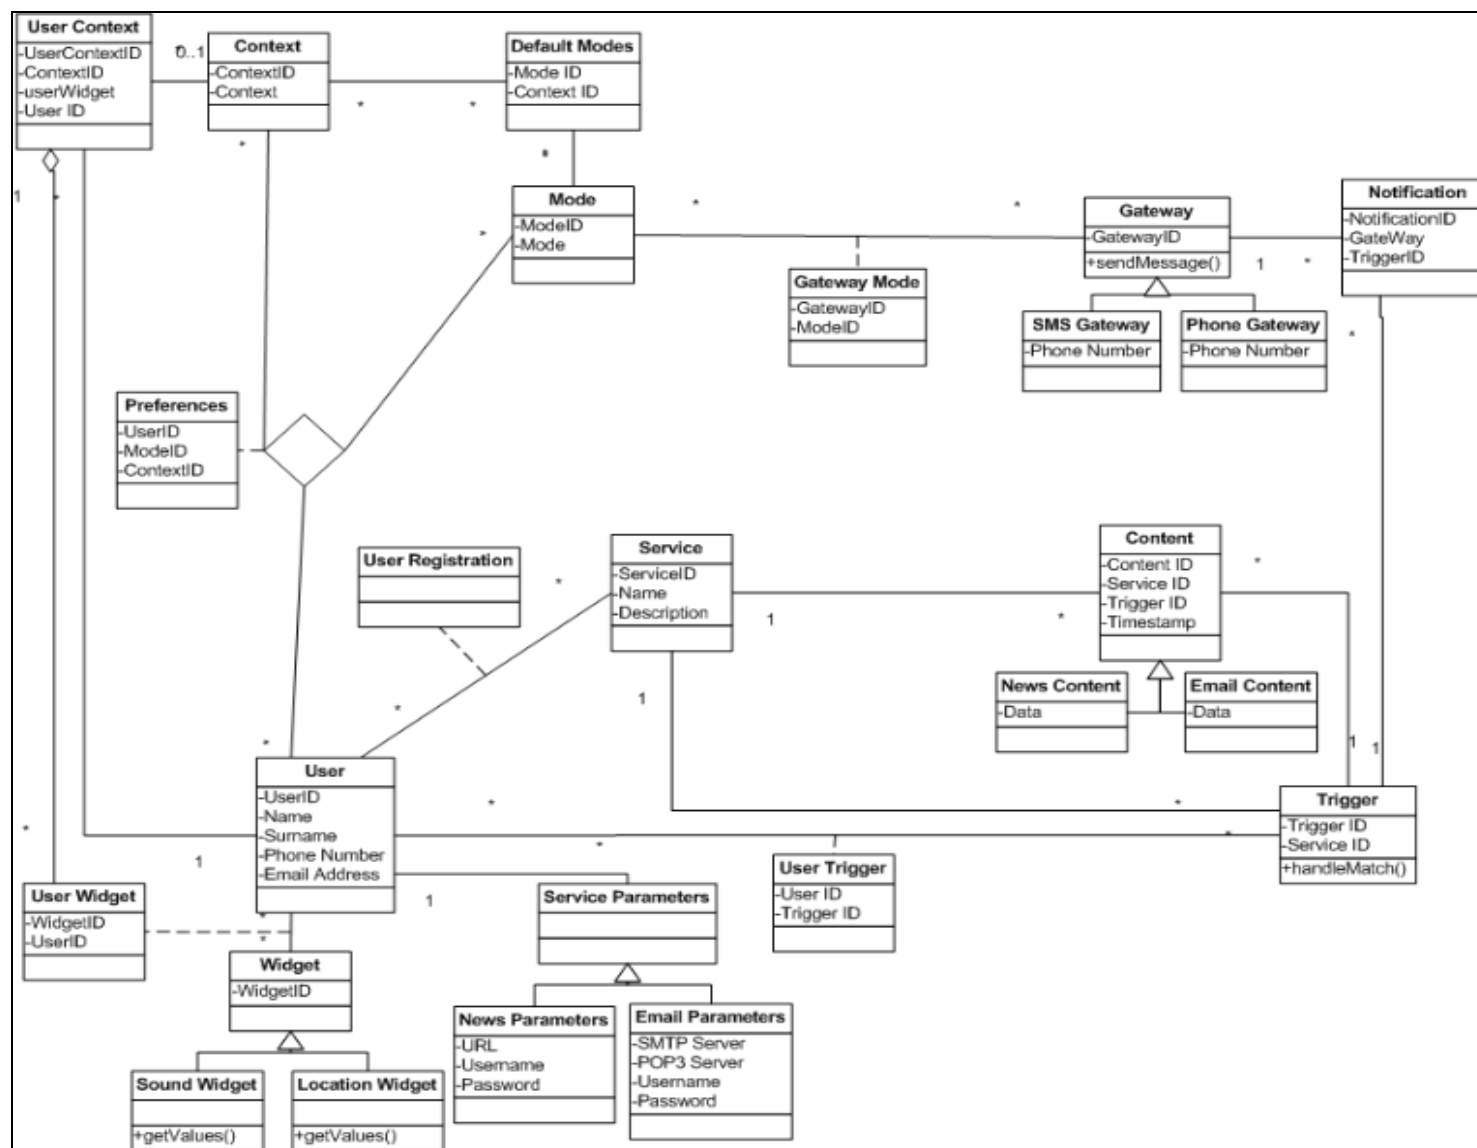 User Context
-UserContextID
-ContextID
-userWidget
-User ID
0..1
*
Context
-ContextID
-Context
*
*
Default Modes
-Mode ID
-Context ID
*
*
1
*
Mode
-ModeID
-Mode
*
*
*
Gateway
-GatewayID
+sendMessage()
1
*
Notification
-NotificationID
-GateWay
-TriggerID
Gateway Mode
-GatewayID
-ModeID
SMS Gateway
-Phone Number
Phone Gateway
-Phone Number
*
Preferences
-UserID
-ModeID
-ContextID
User Registration
*
Service
-ServiceID
-Name
-Description
1
*
Content
-Content ID
-Service ID
-Trigger ID
-Timestamp
*
News Content
-Data
Email Content
-Data
1
*
*
1
1
User
-UserID
-Name
-Surname
-Phone Number
-Email Address
*
*
*
*
*
1
1
Trigger
-Trigger ID
-Service ID
+handleMatch()
User Trigger
-User ID
-Trigger ID
User Widget
-WidgetID
-UserID
*
*
Service Parameters
Widget
-WidgetID
News Parameters
-URL
-Username
-Password
Email Parameters
-SMTP Server
-POP3 Server
-Username
-Password
Sound Widget
+getValues()
Location Widget
+getValues()